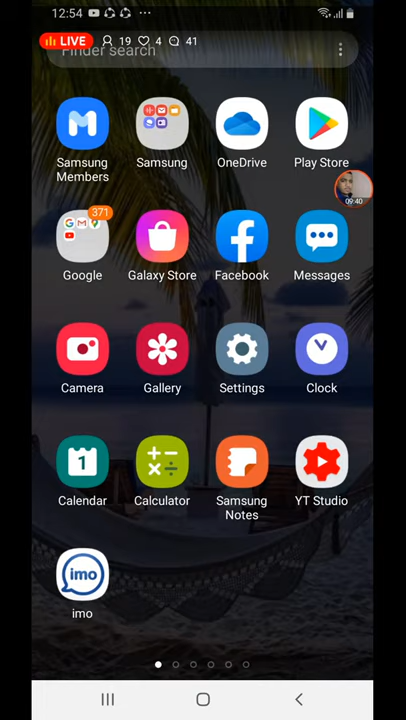 12:54
LIVE 19 4 41
Finder search
Samsung Members
Samsung
OneDrive
Play Store
09:40
371
Google
Galaxy Store
Facebook
Messages
Camera
Gallery
Settings
Clock
1
Calendar
Calculator
Samsung Notes
YT Studio
imo
imo